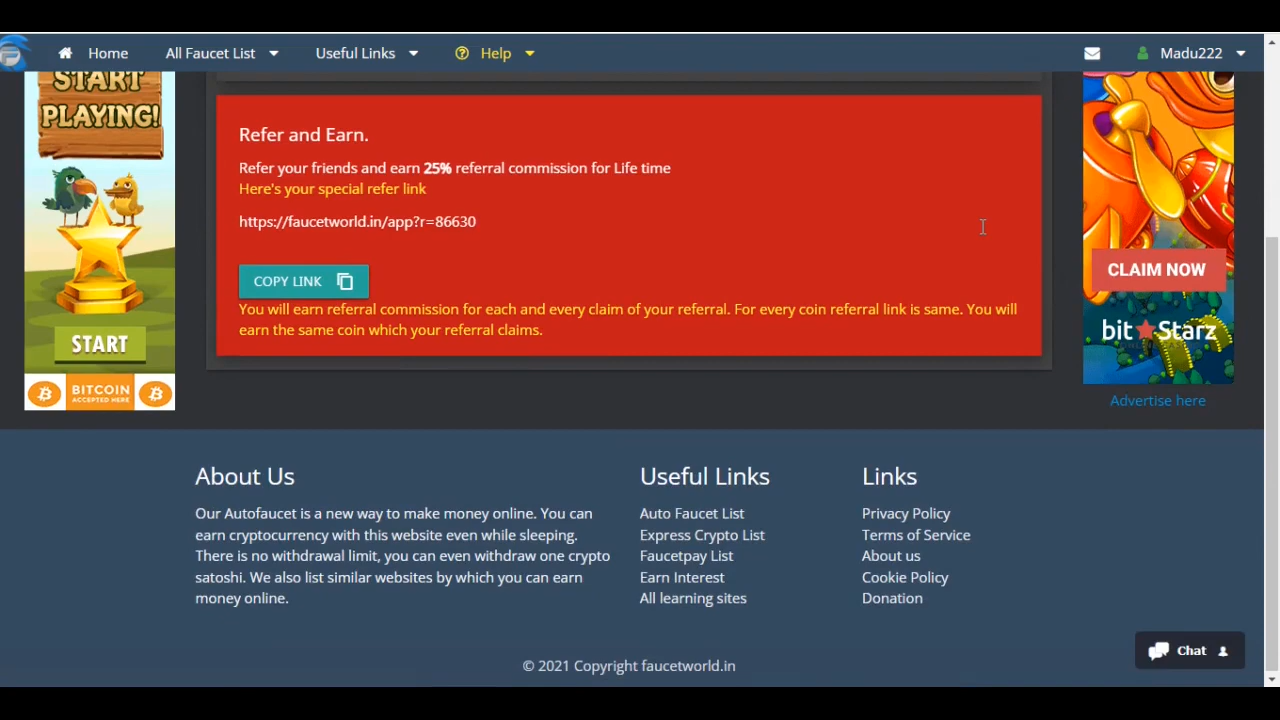 Home
All Faucet List
Useful Links
Help
Madu222
START
PLAYING!
START
BITCOIN
ACCEPTED HERE
Refer and Earn.
Refer your friends and earn 25% referral commission for Life time
Here's your special refer link
https://faucetworld.in/app?r=86630
COPY LINK
You will earn referral commission for each and every claim of your referral. For every coin referral link is same. You will
earn the same coin which your referral claims.
CLAIM NOW
bitStarz
Advertise here
About Us
Our Autofaucet is a new way to make money online. You can
earn cryptocurrency with this website even while sleeping.
There is no withdrawal limit, you can even withdraw one crypto
satoshi. We also list similar websites by which you can earn
money online.
Useful Links
Auto Faucet List
Express Crypto List
Faucetpay List
Earn Interest
All learning sites
Links
Privacy Policy
Terms of Service
About us
Cookie Policy
Donation
© 2021 Copyright faucetworld.in
Chat